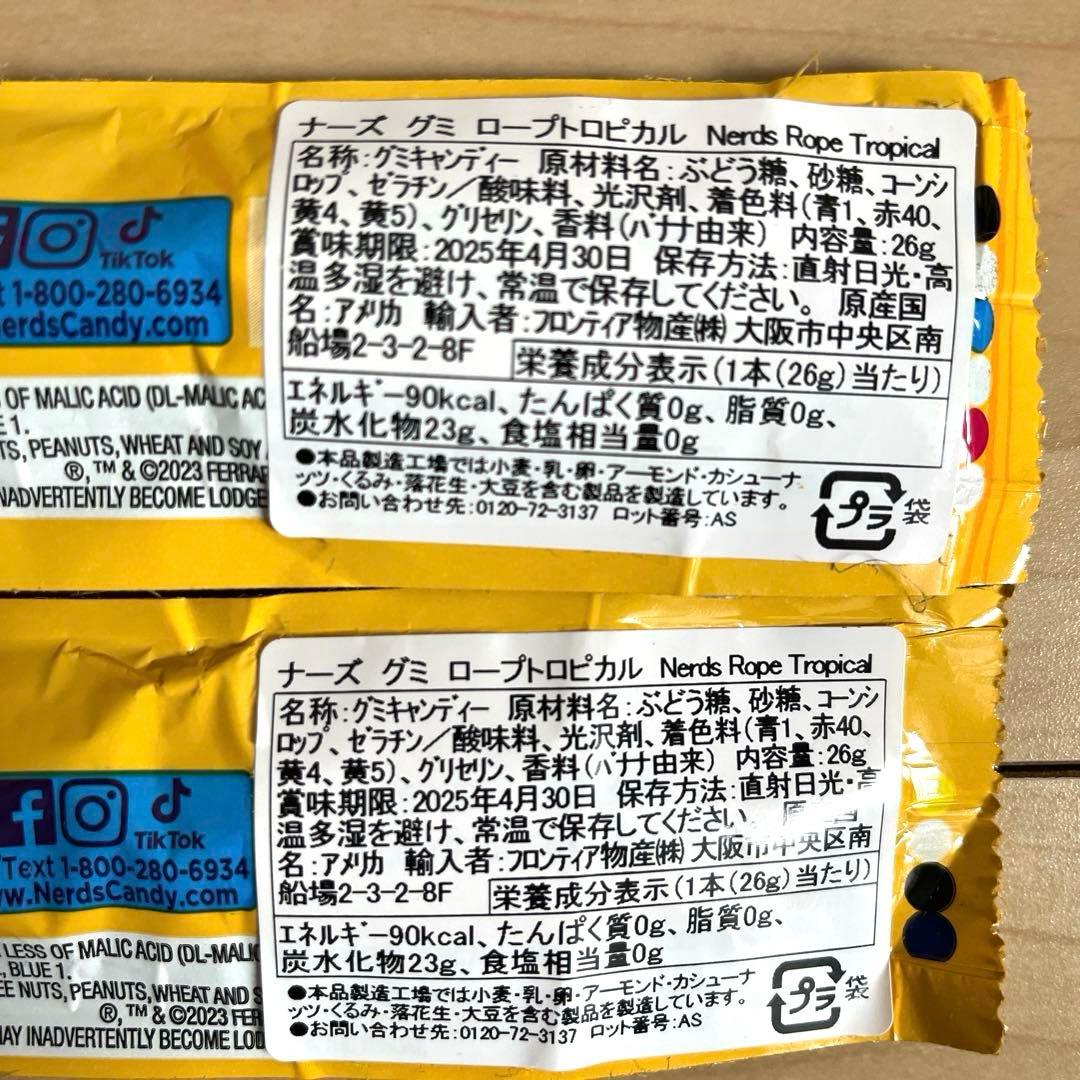 ナーズ グミ ロープトロピカル Nerds Rope Tropical
名称:グミキャンディー 原材料名:ぶどう糖、砂糖、コーンシ
ロップ、ゼラチン／酸味料、光沢剤、着色料(青1、赤40、
黄4、黄5)、グリセリン、香料(バナナ由来) 内容量:26g
賞味期限:2025年4月30日 保存方法:直射日光・高
温多湿を避け、常温で保存してください。 原産国
名:アメリカ 輸入者:フロンティア物産㈱ 大阪市中央区南
船場2-3-2-8F
栄養成分表示(1本(26g)当たり)
エネルギー90kcal、たんぱく質0g、脂質0g、
炭水化物23g、食塩相当量0g
●本品製造工場では小麦・乳・卵・アーモンド・カシューナ
ッツ・くるみ・落花生・大豆を含む製品を製造しています。
●お問い合わせ先:0120-72-3137 ロット番号:AS
プラ 袋
TikTok
1-800-280-6934
erdsCandy.com
OF MALIC ACID (DL-MALIC AC
E 1.
TS, PEANUTS, WHEAT AND SOY
®, ™ & ©2023 FERRAR
NADVERTENTLY BECOME LODGE
ナーズ グミ ロープトロピカル Nerds Rope Tropical
名称:グミキャンディー 原材料名:ぶどう糖、砂糖、コーンシ
ロップ、ゼラチン／酸味料、光沢剤、着色料(青1、赤40、
黄4、黄5)、グリセリン、香料(バナナ由来) 内容量:26g
賞味期限:2025年4月30日 保存方法:直射日光・高
温多湿を避け、常温で保存してください。 原産国
名:アメリカ 輸入者:フロンティア物産㈱ 大阪市中央区南
船場2-3-2-8F
栄養成分表示(1本(26g)当たり)
エネルギー90kcal、たんぱく質0g、脂質0g、
炭水化物23g、食塩相当量0g
●本品製造工場では小麦・乳・卵・アーモンド・カシューナ
ッツ・くるみ・落花生・大豆を含む製品を製造しています。
●お問い合わせ先:0120-72-3137 ロット番号:AS
プラ 袋
f TikTok
Text 1-800-280-6934
w.NerdsCandy.com
LESS OF MALIC ACID (DL-MALIC
, BLUE 1.
EE NUTS, PEANUTS, WHEAT AND S
®, ™ & ©2023 FER
MAY INADVERTENTLY BECOME LOD